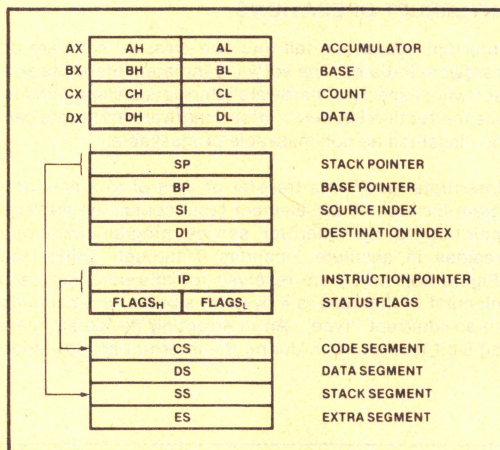 AX AH AL ACCUMULATOR
BX BH BL BASE
CX CH CL COUNT
DX DH DL DATA
SP STACK POINTER
BP BASE POINTER
SI SOURCE INDEX
DI DESTINATION INDEX
IP INSTRUCTION POINTER
FLAGSH FLAGSL STATUS FLAGS
CS CODE SEGMENT
DS DATA SEGMENT
SS STACK SEGMENT
ES EXTRA SEGMENT